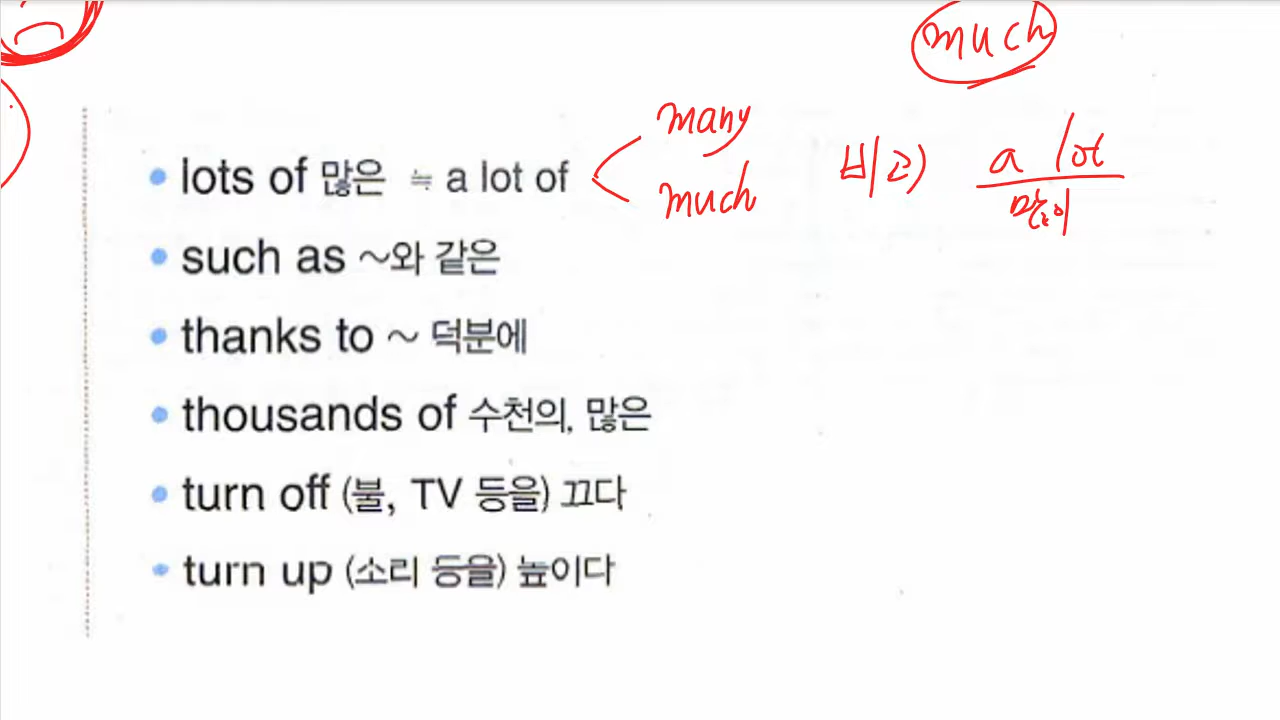 much
many
lots of 많은 ≒ a lot of
비교) a lot
much
많이
such as ~와 같은
thanks to ~ 덕분에
thousands of 수천의, 많은
turn off (불, TV 등을) 끄다
turn up (소리 등을) 높이다